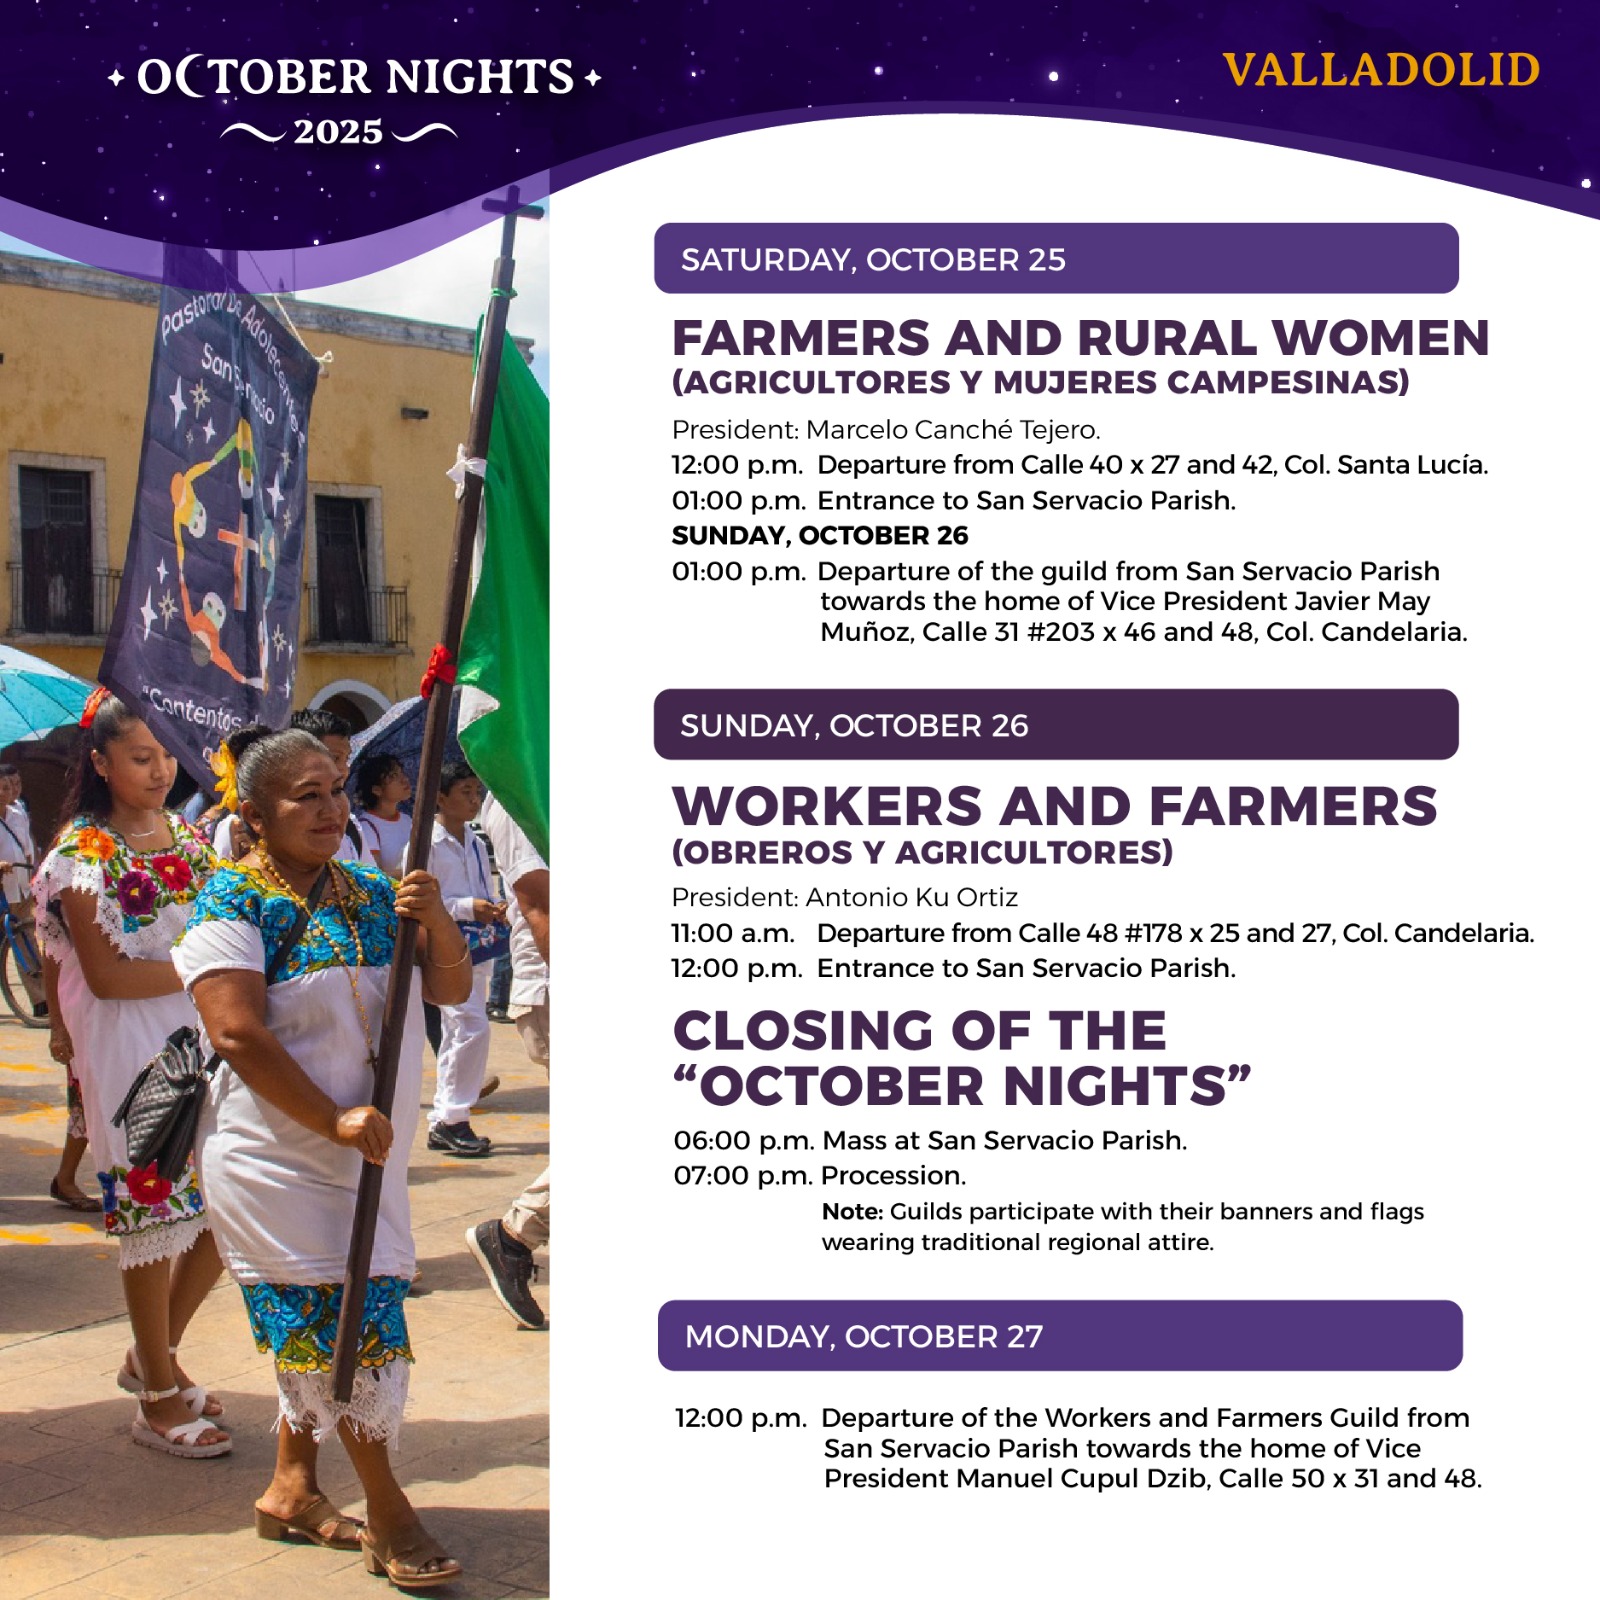 OCTOBER NIGHTS
2025
VALLADOLID
Pastoral De Adolecentes
San Servacio
"Contentos
SATURDAY, OCTOBER 25
FARMERS AND RURAL WOMEN
(AGRICULTORES Y MUJERES CAMPESINAS)
President: Marcelo Canché Tejero.
12:00 p.m. Departure from Calle 40 x 27 and 42, Col. Santa Lucía.
01:00 p.m. Entrance to San Servacio Parish.
SUNDAY, OCTOBER 26
01:00 p.m. Departure of the guild from San Servacio Parish
towards the home of Vice President Javier May
Muñoz, Calle 31 #203 x 46 and 48, Col. Candelaria.
SUNDAY, OCTOBER 26
WORKERS AND FARMERS
(OBREROS Y AGRICULTORES)
President: Antonio Ku Ortiz
11:00 a.m. Departure from Calle 48 #178 x 25 and 27, Col. Candelaria.
12:00 p.m. Entrance to San Servacio Parish.
CLOSING OF THE
“OCTOBER NIGHTS”
06:00 p.m. Mass at San Servacio Parish.
07:00 p.m. Procession.
Note: Guilds participate with their banners and flags
wearing traditional regional attire.
MONDAY, OCTOBER 27
12:00 p.m. Departure of the Workers and Farmers Guild from
San Servacio Parish towards the home of Vice
President Manuel Cupul Dzib, Calle 50 x 31 and 48.